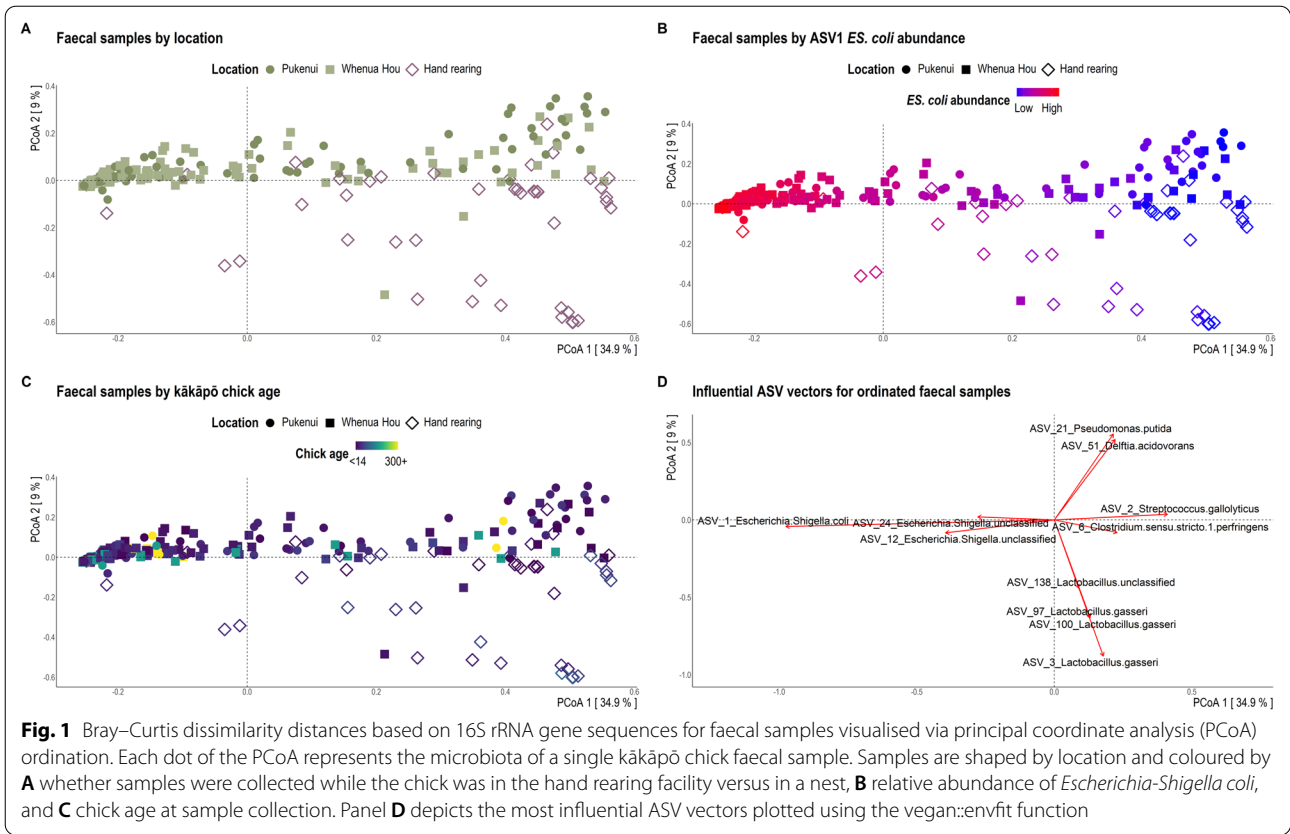 A
Faecal samples by location
Location Pukenui Whenua Hou Hand rearing
PCoA 2 [ 9 % ]
0.4
0.2
0.0
-0.2
-0.4
-0.6
-0.2
0.0
0.2
0.4
0.6
PCoA 1 [ 34.9 % ]
B
Faecal samples by ASV1 ES. coli abundance
Location Pukenui Whenua Hou Hand rearing
ES. coli abundance
Low High
PCoA 2 [ 9 % ]
0.4
0.2
0.0
-0.2
-0.4
-0.6
-0.2
0.0
0.2
0.4
0.6
PCoA 1 [ 34.9 % ]
C
Faecal samples by kākāpō chick age
Location Pukenui Whenua Hou Hand rearing
Chick age
<14 300+
PCoA 2 [ 9 % ]
0.4
0.2
0.0
-0.2
-0.4
-0.6
-0.2
0.0
0.2
0.4
0.6
PCoA 1 [ 34.9 % ]
D
Influential ASV vectors for ordinated faecal samples
PCoA 2 [ 9 % ]
0.5
0.0
-0.5
-1.0
ASV_21_Pseudomonas.putida
ASV_51_Delftia.acidovorans
ASV_2_Streptococcus.gallolyticus
ASV_1_Escherichia.Shigella.coli
ASV_24_Escherichia.Shigella.unclassified
ASV_6_Clostridium.sensu.stricto.1.perfringens
ASV_12_Escherichia.Shigella.unclassified
ASV_138_Lactobacillus.unclassified
ASV_97_Lactobacillus.gasseri
ASV_100_Lactobacillus.gasseri
ASV_3_Lactobacillus.gasseri
-1.0
-0.5
0.0
0.5
PCoA 1 [ 34.9 % ]
Fig. 1 Bray–Curtis dissimilarity distances based on 16S rRNA gene sequences for faecal samples visualised via principal coordinate analysis (PCoA)
ordination. Each dot of the PCoA represents the microbiota of a single kākāpō chick faecal sample. Samples are shaped by location and coloured by
A whether samples were collected while the chick was in the hand rearing facility versus in a nest, B relative abundance of Escherichia-Shigella coli,
and C chick age at sample collection. Panel D depicts the most influential ASV vectors plotted using the vegan::envfit function